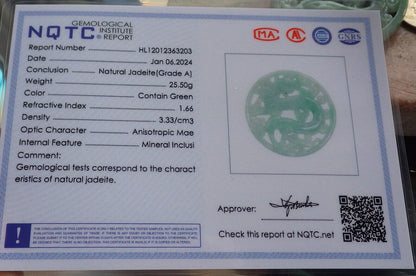 NQTC GEMOLOGICAL INSTITUTE REPORT
MA
GSNRS
Report Number HL12012363203
Date Jan 06.2024
Conclusion Natural Jadeite(Grade A)
Weight 25.50g
Color Contain Green
Refractive Index 1.66
Density 3.33/cm3
Optic Character Anisotropic Mae
Internal Feature Mineral Inclusi
Comment:
Gemological tests correspond to the charact
eristics of natural jadeite.
Approver:
Check this report at NQTC.net